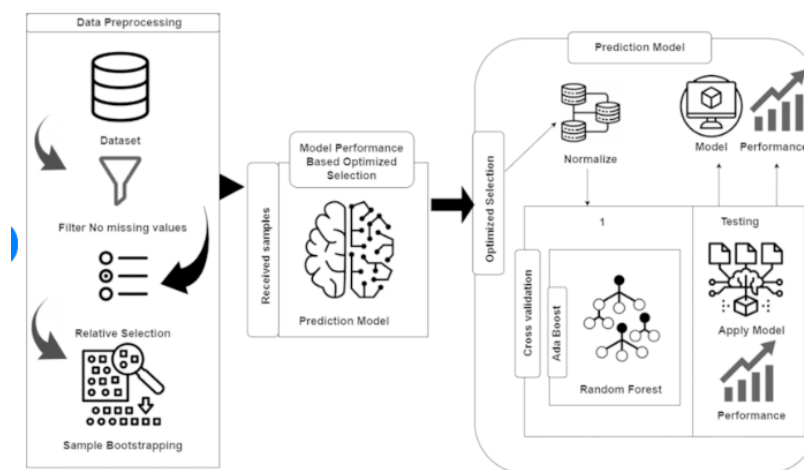 Data Preprocessing
Dataset
Filter No missing values
Relative Selection
Sample Bootstrapping
Received samples
Model Performance
Based Optimized
Selection
Prediction Model
Optimized Selection
Prediction Model
Normalize
Model
Performance
Cross validation
1
Ada Boost
Random Forest
Testing
Apply Model
Performance